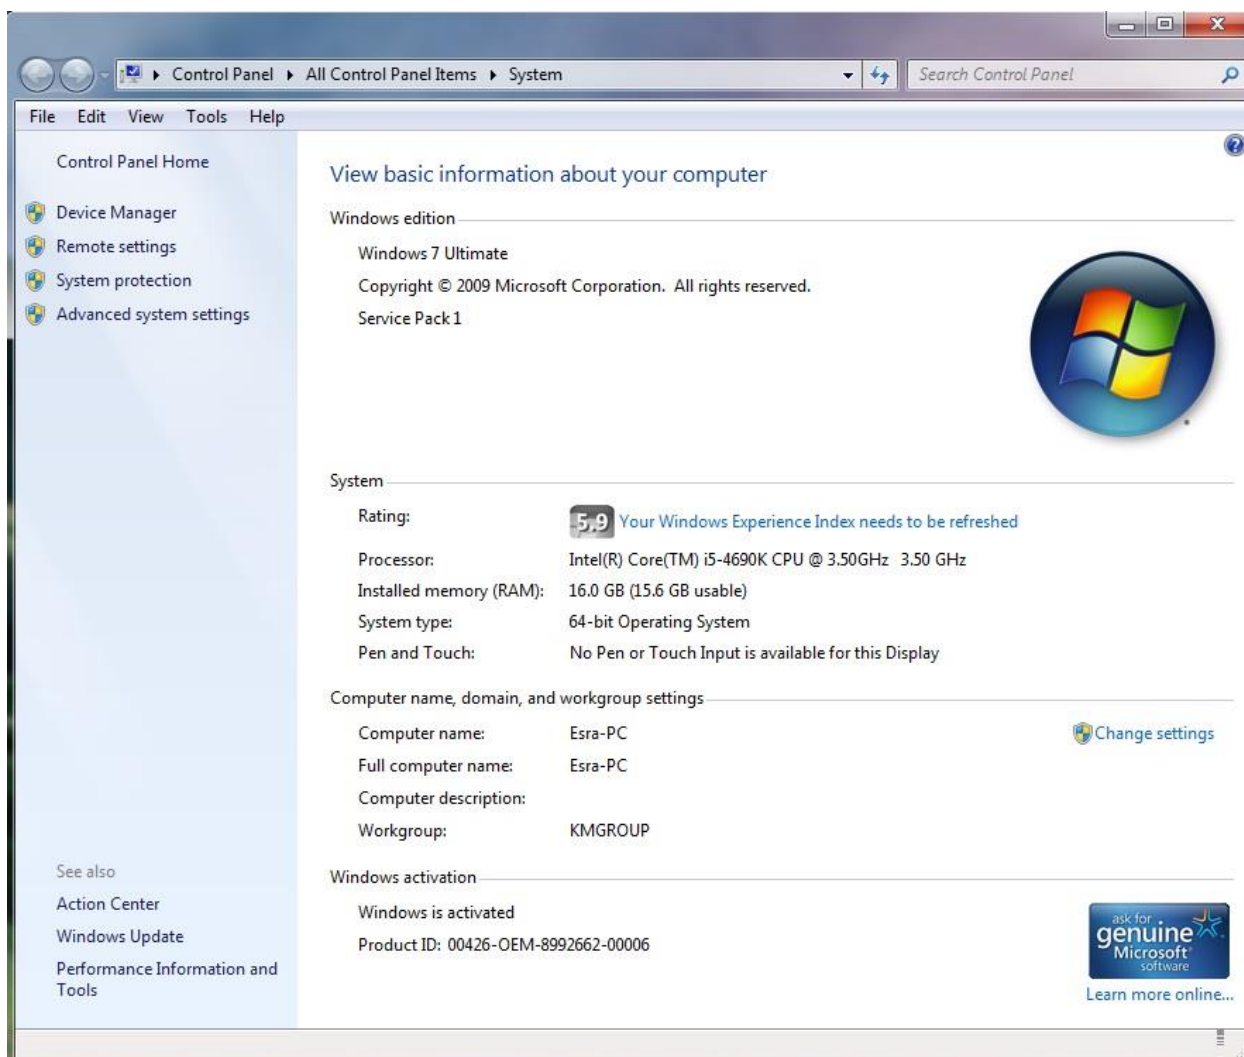 Control Panel ▸ All Control Panel Items ▸ System
Search Control Panel
File Edit View Tools Help
Control Panel Home
Device Manager
Remote settings
System protection
Advanced system settings
See also
Action Center
Windows Update
Performance Information and
Tools
View basic information about your computer
Windows edition
Windows 7 Ultimate
Copyright © 2009 Microsoft Corporation. All rights reserved.
Service Pack 1
System
Rating: 5,9 Your Windows Experience Index needs to be refreshed
Processor: Intel(R) Core(TM) i5-4690K CPU @ 3.50GHz 3.50 GHz
Installed memory (RAM): 16.0 GB (15.6 GB usable)
System type: 64-bit Operating System
Pen and Touch: No Pen or Touch Input is available for this Display
Computer name, domain, and workgroup settings
Computer name: Esra-PC Change settings
Full computer name: Esra-PC
Computer description:
Workgroup: KMGROUP
Windows activation
Windows is activated
Product ID: 00426-OEM-8992662-00006
ask for
genuine
Microsoft
software
Learn more online...